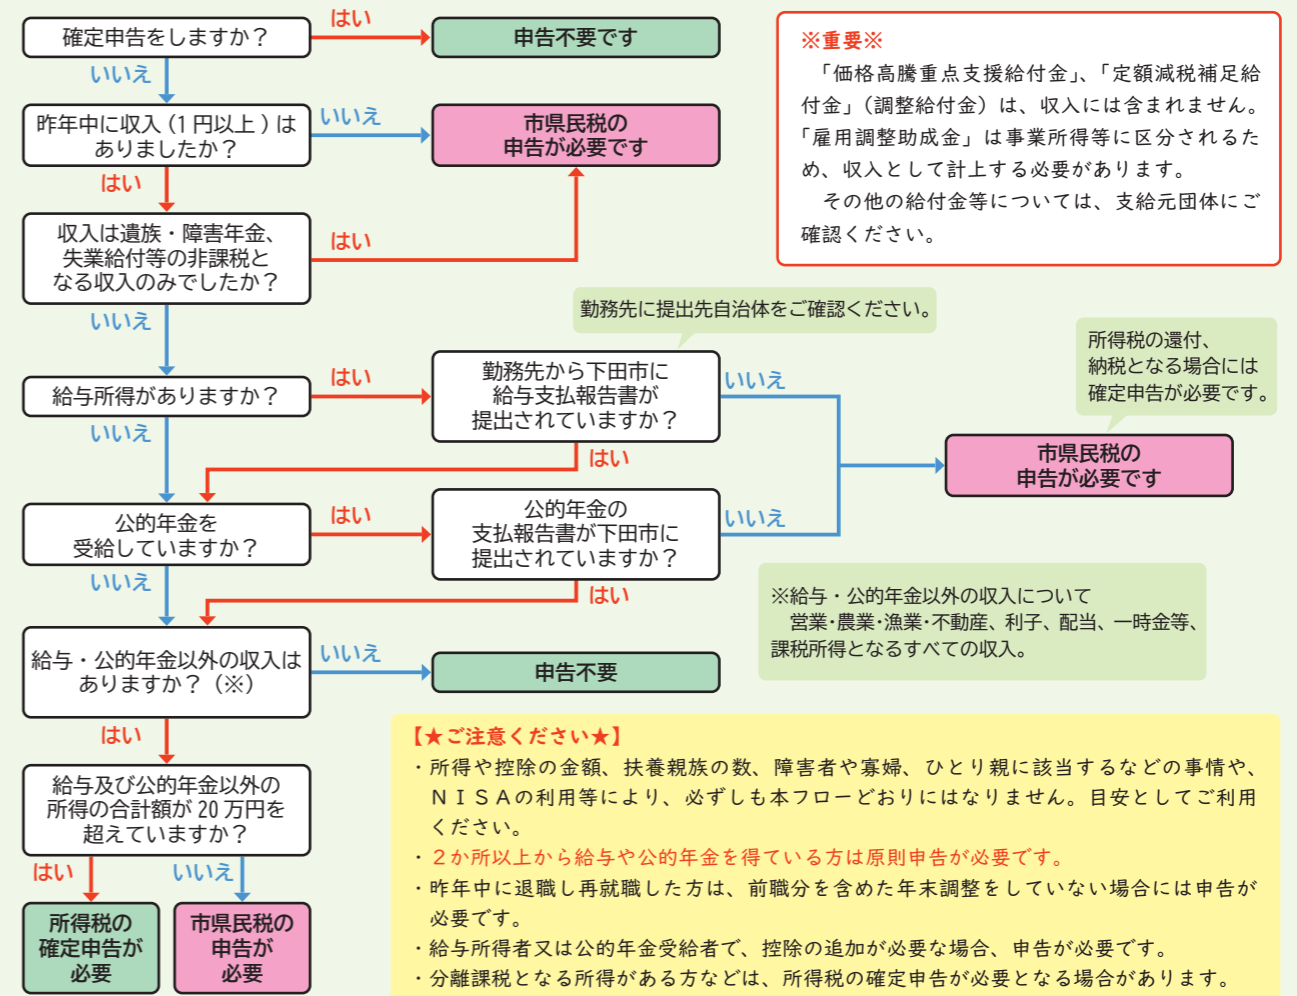 確定申告をしますか？
はい
申告不要です
いいえ
昨年中に収入（1 円以上 ）は
ありましたか？
いいえ
市県民税の
申告が必要です
はい
収入は遺族・障害年金、
失業給付等の非課税と
なる収入のみでしたか？
はい
いいえ
給与所得がありますか？
はい
勤務先から下田市に
給与支払報告書が
提出されていますか？
勤務先に提出先自治体をご確認ください。
いいえ
はい
いいえ
公的年金を
受給していますか？
はい
公的年金の
支払報告書が下田市に
提出されていますか？
いいえ
はい
市県民税の
申告が必要です
所得税の還付、
納税となる場合には
確定申告が必要です。
いいえ
給与・公的年金以外の収入は
ありますか？（※）
いいえ
申告不要
※給与・公的年金以外の収入について
営業・農業・漁業・不動産、利子、配当、一時金等、
課税所得となるすべての収入。
はい
給与及び公的年金以外の
所得の合計額が 20 万円を
超えていますか？
はい
所得税の
確定申告が
必要
いいえ
市県民税の
申告が
必要
※重要※
「価格高騰重点支援給付金」、「定額減税補足給
付金」（調整給付金）は、収入には含まれません。
「雇用調整助成金」は事業所得等に区分されるた
め、収入として計上する必要があります。
その他の給付金等については、支給元団体にご
確認ください。
【★ご注意ください★】
・所得や控除の金額、扶養親族の数、障害者や寡婦、ひとり親に該当するなどの事情や、
ＮＩＳＡの利用等により、必ずしも本フローどおりにはなりません。目安としてご利用
ください。
・２か所以上から給与や公的年金を得ている方は原則申告が必要です。
・昨年中に退職し再就職した方は、前職分を含めた年末調整をしていない場合には申告が
必要です。
・給与所得者又は公的年金受給者で、控除の追加が必要な場合、申告が必要です。
・分離課税となる所得がある方などは、所得税の確定申告が必要となる場合があります。